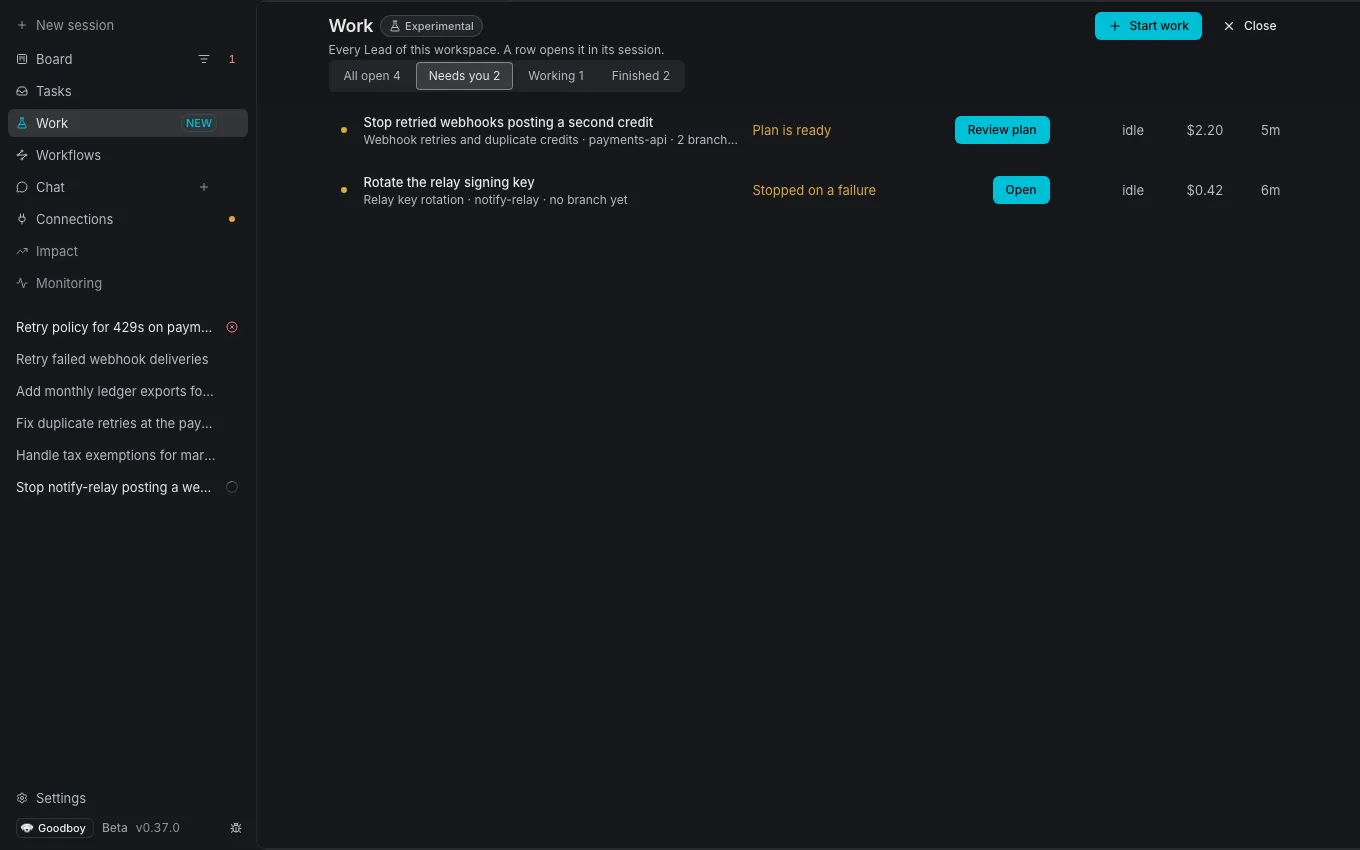 New session
Board 1
Tasks
Work NEW
Workflows
Chat
Connections
Impact
Monitoring
Retry policy for 429s on paym...
Retry failed webhook deliveries
Add monthly ledger exports fo...
Fix duplicate retries at the pay...
Handle tax exemptions for mar...
Stop notify-relay posting a we...
Settings
Goodboy Beta v0.37.0
Work Experimental
Start work Close
Every Lead of this workspace. A row opens it in its session.
All open 4 Needs you 2 Working 1 Finished 2
Stop retried webhooks posting a second credit
Webhook retries and duplicate credits · payments-api · 2 branch...
Plan is ready Review plan idle $2.20 5m
Rotate the relay signing key
Relay key rotation · notify-relay · no branch yet
Stopped on a failure Open idle $0.42 6m